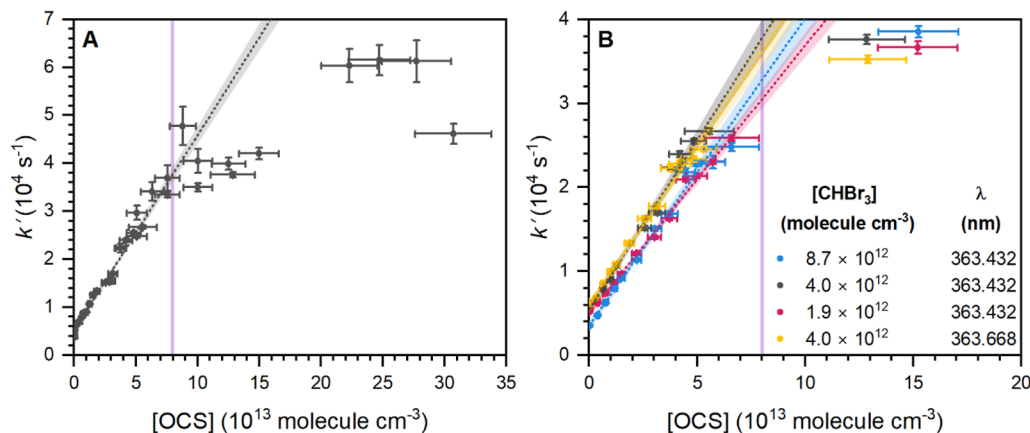 A
7
6
5
4
3
2
1
0
k′ (10⁴ s⁻¹)
0 5 10 15 20 25 30 35
[OCS] (10¹³ molecule cm⁻³)
B
4
3
2
1
0
k′ (10⁴ s⁻¹)
[CHBr₃] λ
(molecule cm⁻³) (nm)
8.7 × 10¹² 363.432
4.0 × 10¹² 363.432
1.9 × 10¹² 363.432
4.0 × 10¹² 363.668
0 5 10 15 20
[OCS] (10¹³ molecule cm⁻³)